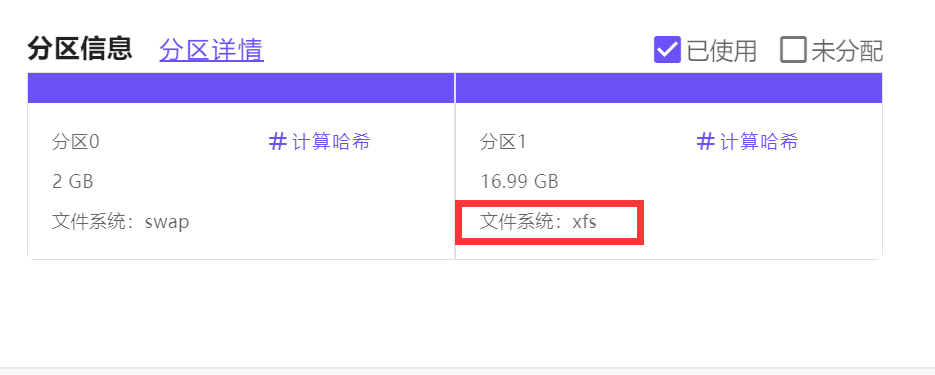 分区信息 分区详情 已使用 未分配
分区0 # 计算哈希
2 GB
文件系统：swap
分区1 # 计算哈希
16.99 GB
文件系统：xfs